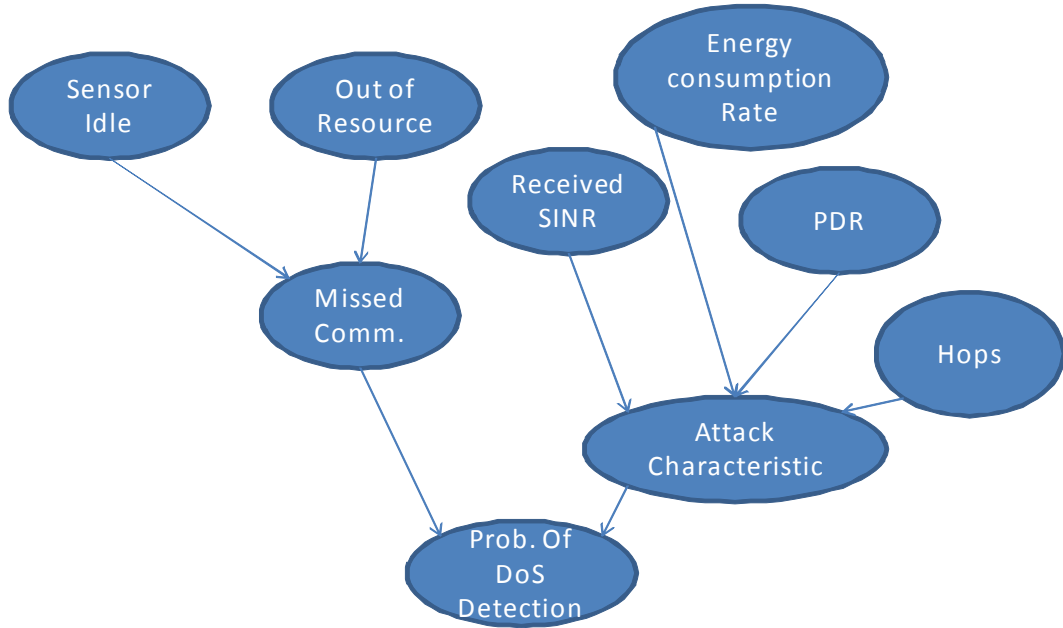 Sensor
Idle
Out of
Resource
Energy
consumption
Rate
Received
SINR
PDR
Missed
Comm.
Hops
Attack
Characteristic
Prob. Of
DoS
Detection